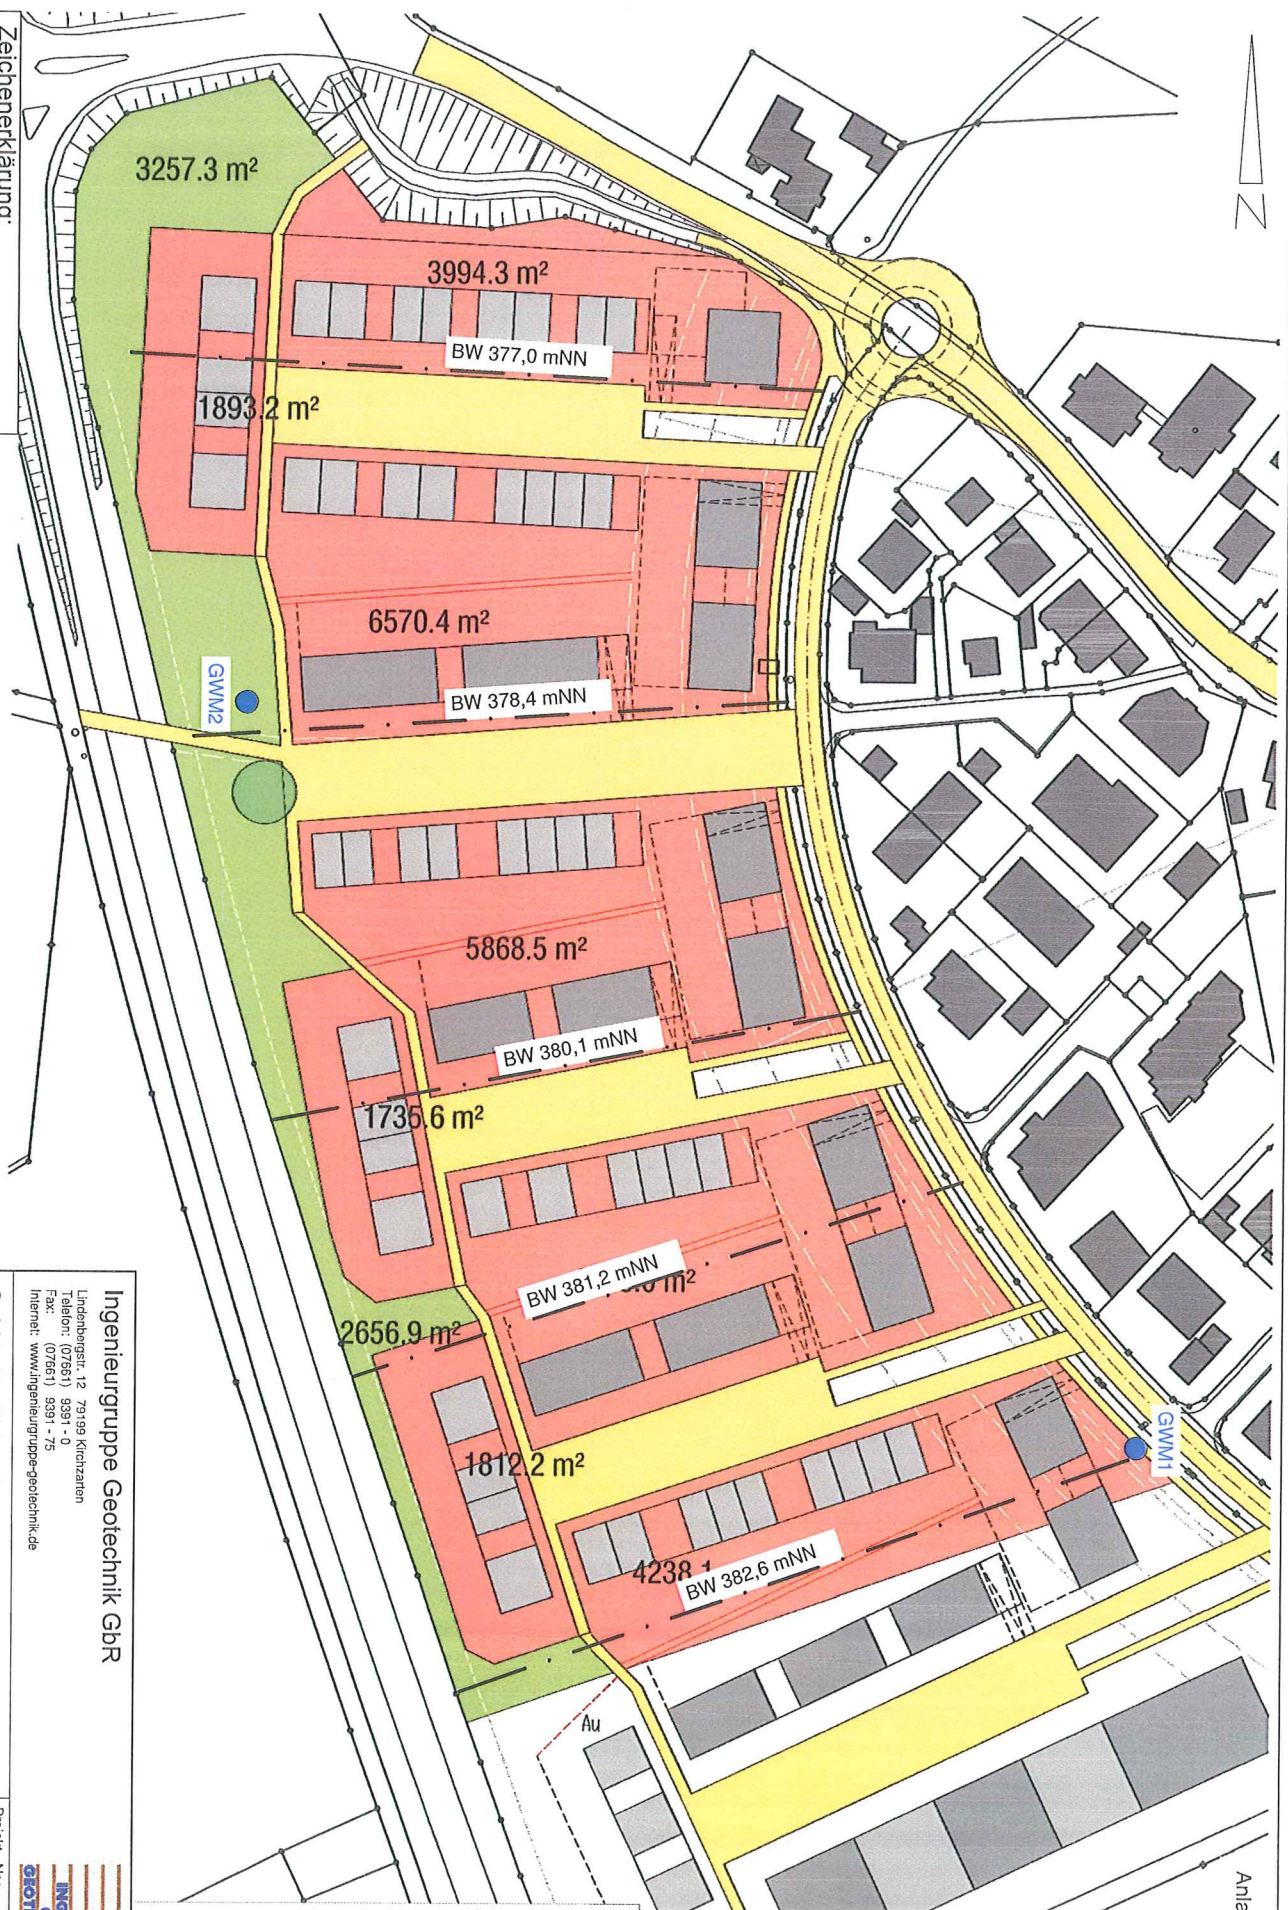 N
3257.3 m²
3994.3 m²
BW 377,0 mNN
1893.2 m²
6570.4 m²
BW 378,4 mNN
GWM2
5868.5 m²
BW 380,1 mNN
1735.6 m²
BW 381,2 mNN
m²
2656.9 m²
GWM1
1812.2 m²
4238.1
BW 382,6 mNN
Au
Zeichenerklärung:
Ingenieurgruppe Geotechnik GbR
Lindenbergstr. 12 79199 Kirchzarten
Telefon: (07661) 9391 - 0
Fax: (07661) 9391 - 75
Internet: www.ingenieurgruppe-geotechnik.de